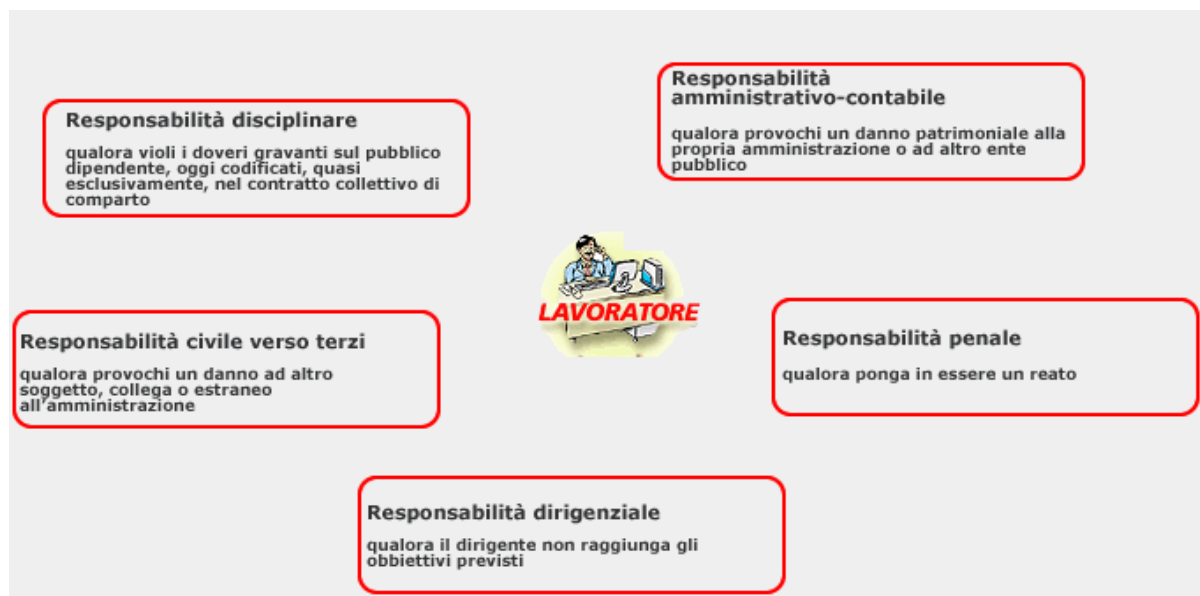 Responsabilità disciplinare
qualora violi i doveri gravanti sul pubblico
dipendente, oggi codificati, quasi
esclusivamente, nel contratto collettivo di
comparto
Responsabilità
amministrativo-contabile
qualora provochi un danno patrimoniale alla
propria amministrazione o ad altro ente
pubblico
LAVORATORE
Responsabilità civile verso terzi
qualora provochi un danno ad altro
soggetto, collega o estraneo
all'amministrazione
Responsabilità penale
qualora ponga in essere un reato
Responsabilità dirigenziale
qualora il dirigente non raggiunga gli
obbiettivi previsti